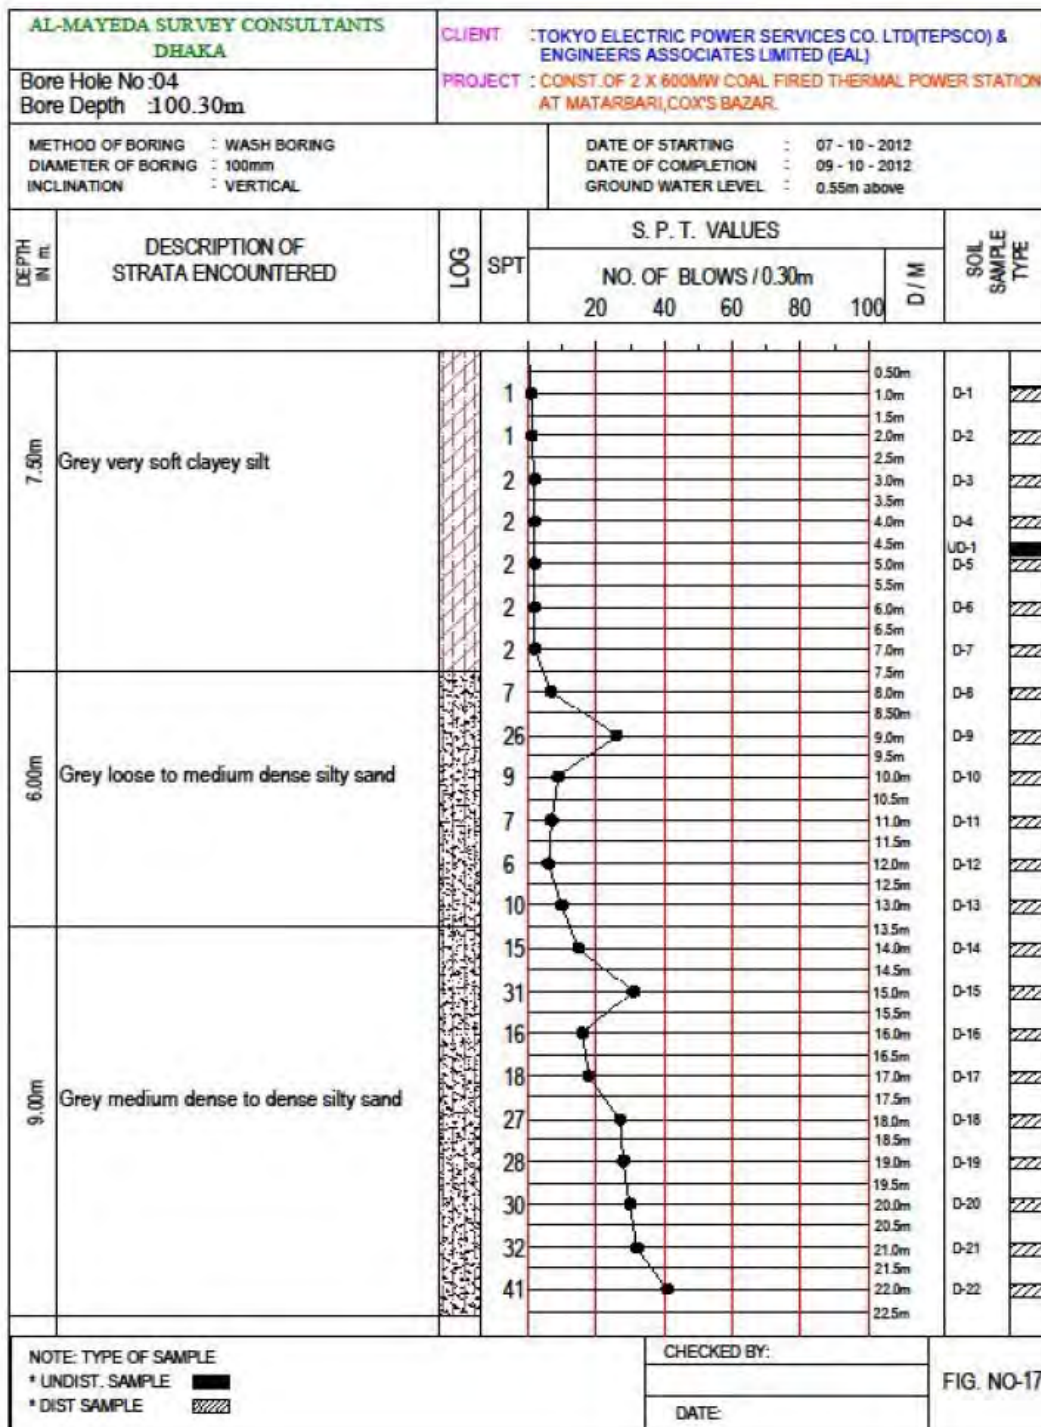 AL-MAYEDA SURVEY CONSULTANTS
DHAKA
Bore Hole No :04
Bore Depth :100.30m
CLIENT :TOKYO ELECTRIC POWER SERVICES CO. LTD(TEPSCO) &
ENGINEERS ASSOCIATES LIMITED (EAL)
PROJECT : CONST.OF 2 X 600MW COAL FIRED THERMAL POWER STATION
AT MATARBARI,COX'S BAZAR.
METHOD OF BORING : WASH BORING
DIAMETER OF BORING : 100mm
INCLINATION : VERTICAL
DATE OF STARTING : 07 - 10 - 2012
DATE OF COMPLETION : 09 - 10 - 2012
GROUND WATER LEVEL : 0.55m above
DEPTH
IN m.
DESCRIPTION OF
STRATA ENCOUNTERED
LOG
SPT
S. P. T. VALUES
NO. OF BLOWS / 0.30m
20 40 60 80 100
D / M
SOIL
SAMPLE
TYPE
0.50m
1 1.0m D-1
1.5m
1 2.0m D-2
2.5m
7.50m Grey very soft clayey silt
2 3.0m D-3
3.5m
2 4.0m D-4
4.5m UD-1
2 5.0m D-5
5.5m
2 6.0m D-6
6.5m
2 7.0m D-7
7.5m
7 8.0m D-8
8.50m
26 9.0m D-9
9.5m
6.00m Grey loose to medium dense silty sand
9 10.0m D-10
10.5m
7 11.0m D-11
11.5m
6 12.0m D-12
12.5m
10 13.0m D-13
13.5m
15 14.0m D-14
14.5m
31 15.0m D-15
15.5m
16 16.0m D-16
16.5m
18 17.0m D-17
17.5m
9.00m Grey medium dense to dense silty sand
27 18.0m D-18
18.5m
28 19.0m D-19
19.5m
30 20.0m D-20
20.5m
32 21.0m D-21
21.5m
41 22.0m D-22
22.5m
NOTE: TYPE OF SAMPLE
* UNDIST. SAMPLE
* DIST SAMPLE
CHECKED BY:
DATE:
FIG. NO-17